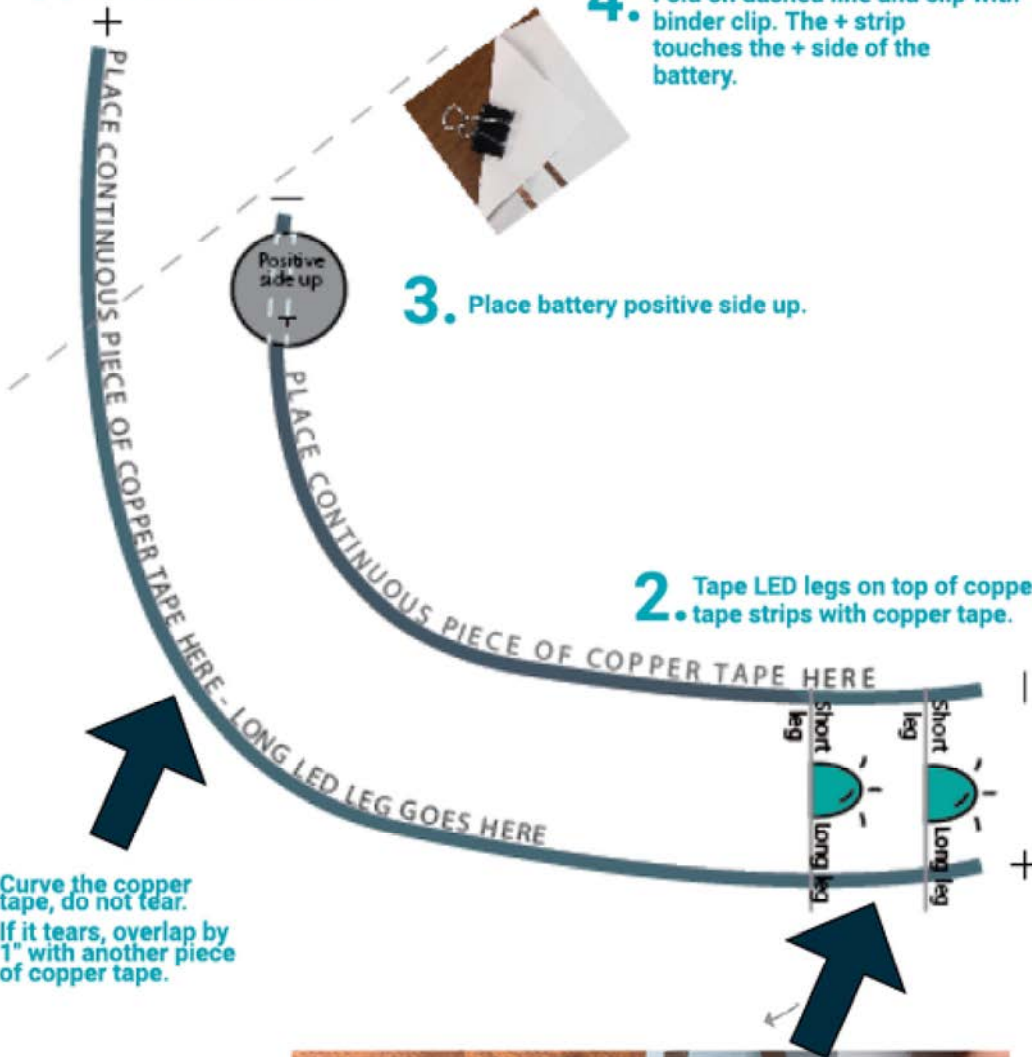 +
4.
binder clip. The + strip
touches the + side of the
battery.
PLACE CONTINUOUS PIECE OF COPPER TAPE HERE - LONG LED LEG GOES HERE
—
Positive
side up
+
3. Place battery positive side up.
PLACE CONTINUOUS PIECE OF COPPER TAPE HERE
2. Tape LED legs on top of coppe
tape strips with copper tape.
—
Short
leg
Short
leg
Long leg
Long leg
+
Curve the copper
tape, do not tear.
If it tears, overlap by
1" with another piece
of copper tape.